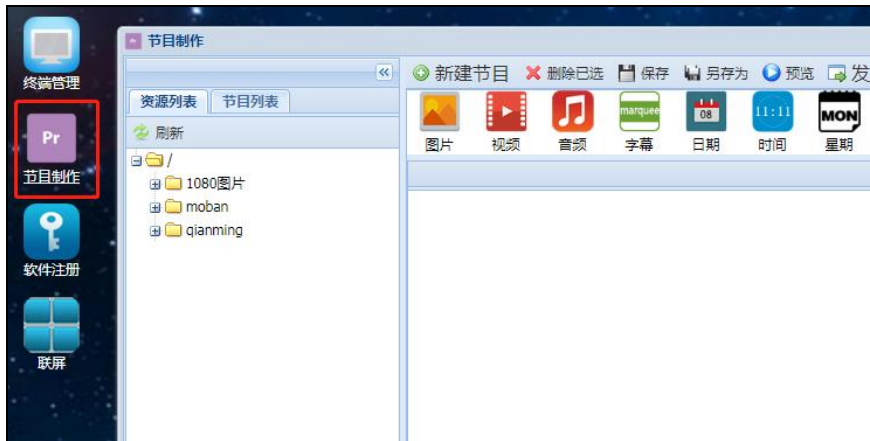 终端管理
Pr
节目制作
软件注册
联屏
节目制作
资源列表 节目列表
刷新
/
1080图片
moban
qianming
新建节目 删除已选 保存 另存为 预览 发
marquee 08 11:11 MON
图片 视频 音频 字幕 日期 时间 星期